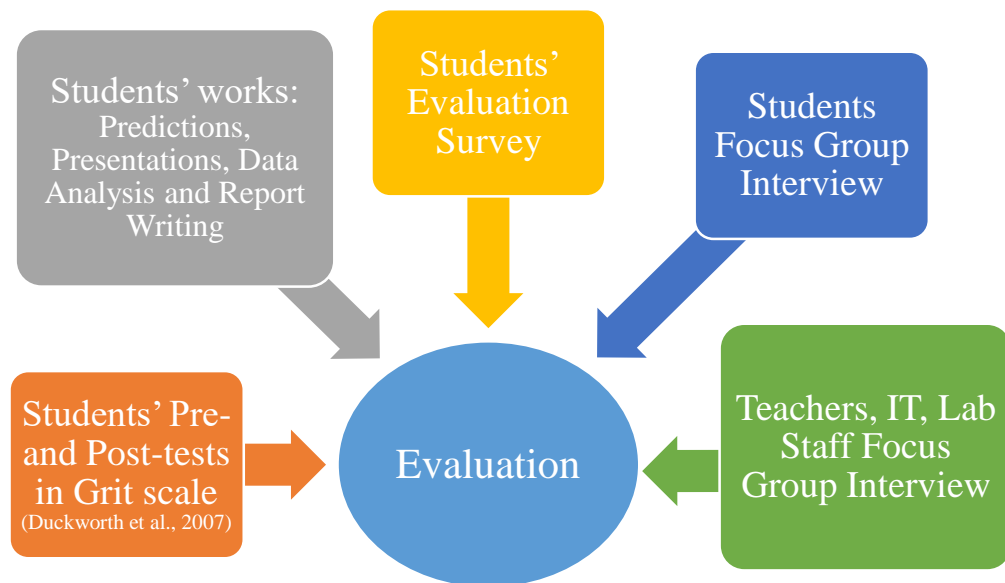 Students’ works:
Predictions,
Presentations, Data
Analysis and Report
Writing
Students’
Evaluation
Survey
Students
Focus Group
Interview
Students’ Pre-
and Post-tests
in Grit scale
(Duckworth et al., 2007)
Evaluation
Teachers, IT, Lab
Staff Focus
Group Interview